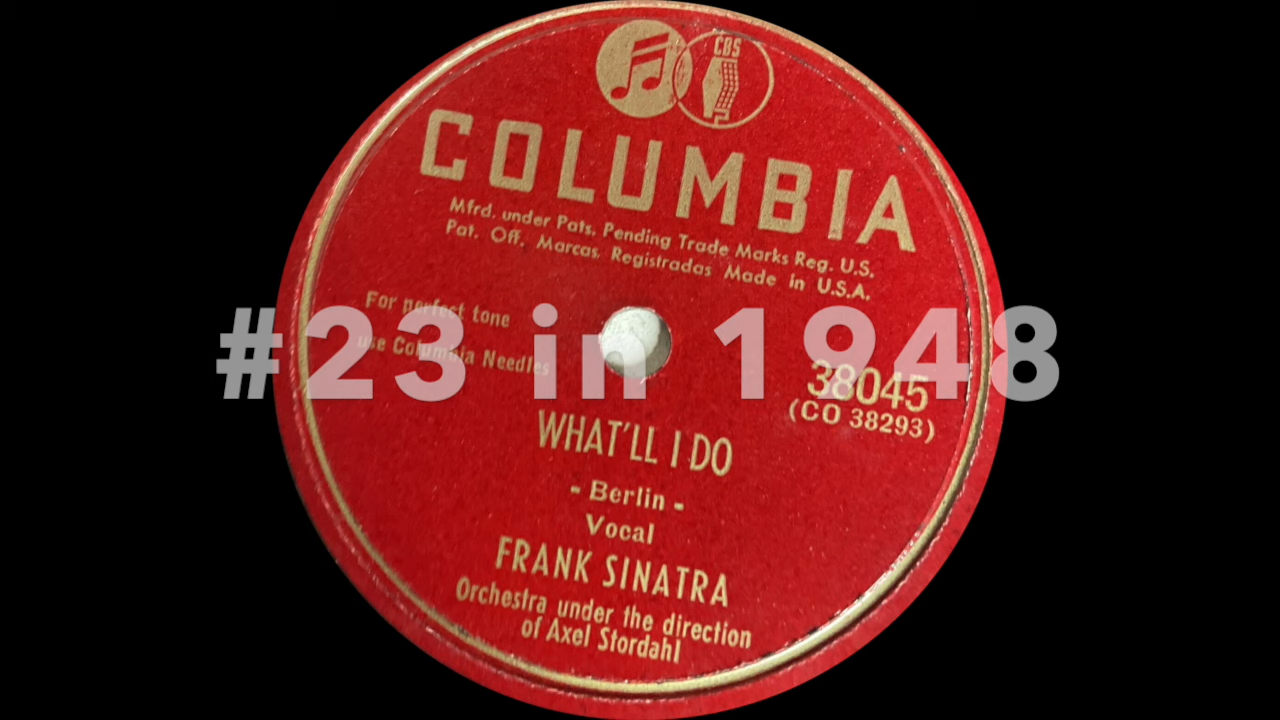 CBS
COLUMBIA
Mfrd. under Pats. Pending Trade Marks Reg. U.S.
Pat. Off. Marcas Registradas Made in U.S.A.
For perfect tone
use Columbia Needles
#23 in 1948
38045
(CO 38293)
WHAT'LL I DO
- Berlin -
Vocal
FRANK SINATRA
Orchestra under the direction
of Axel Stordahl